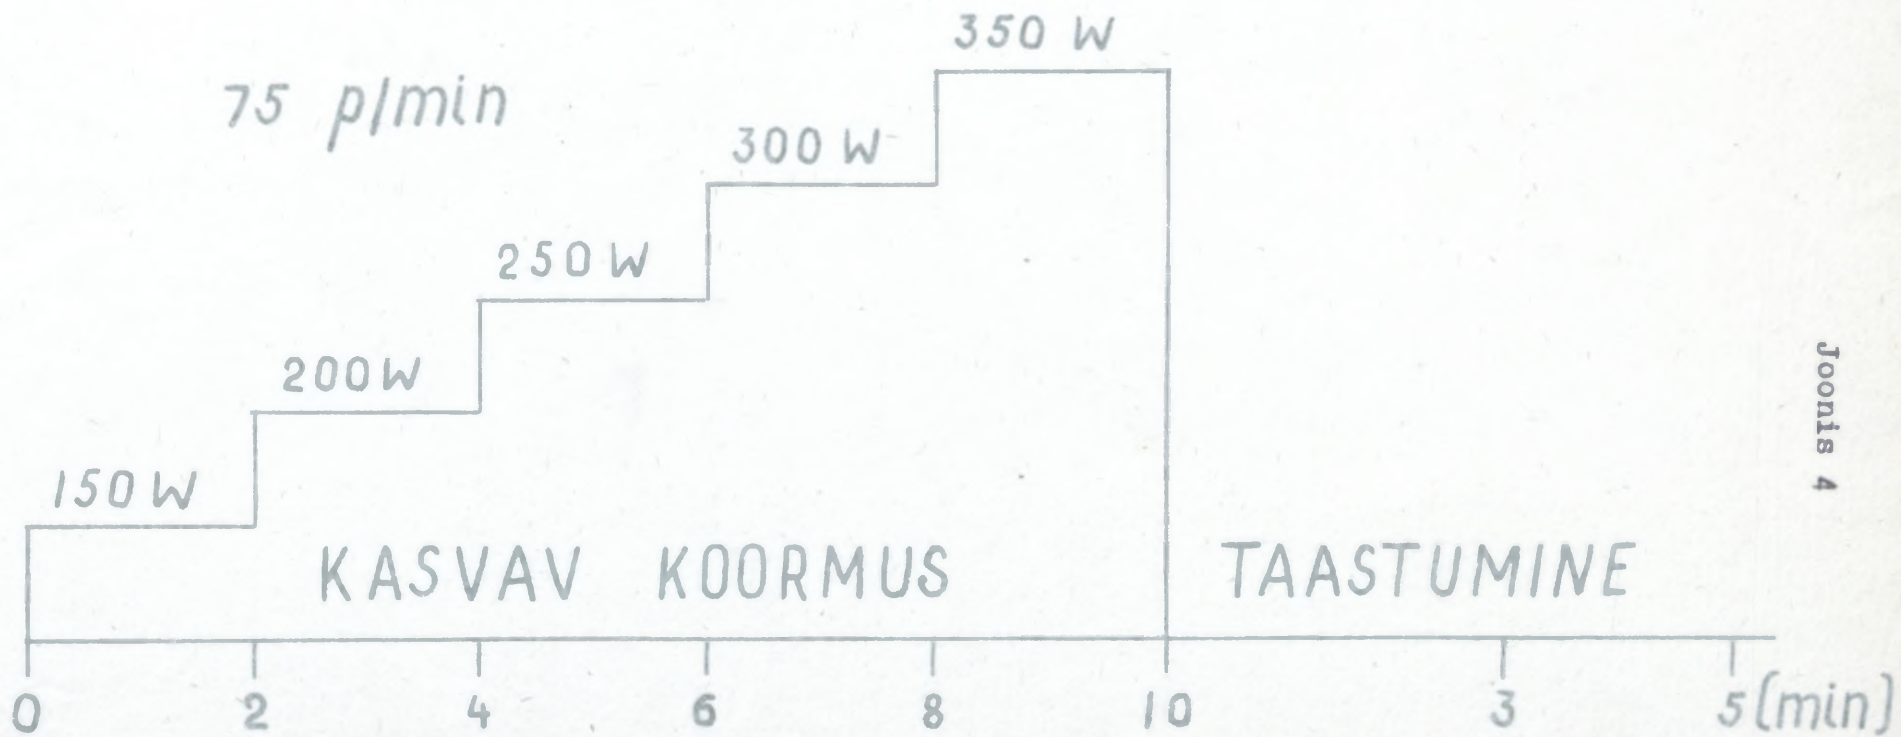 350 W
75 p/min
300 W
250 W
200 W
150 W
KASVAV KOORMUS TAASTUMINE
0 2 4 6 8 10 3 5 (min)
Joonis 4